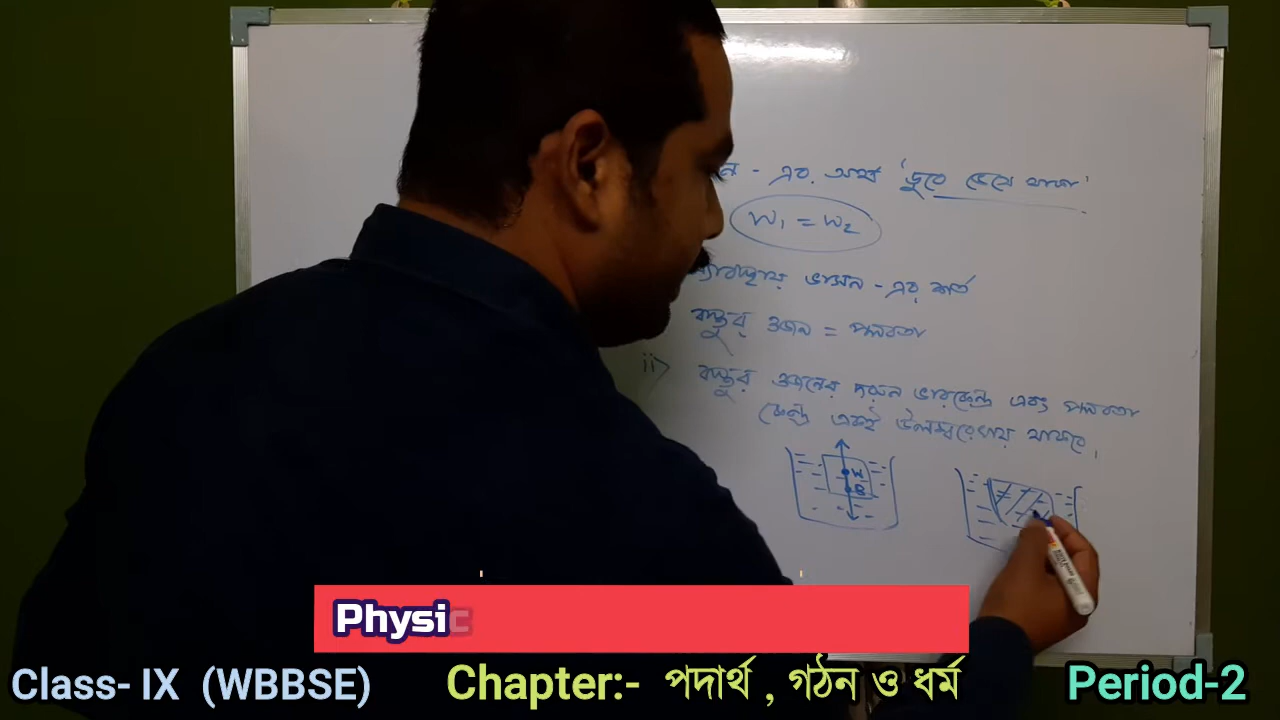 - এর অর্থ 'ডুবে ভেসে থাকা'
W₁ = W₂
ভাসন - এর শর্ত
বস্তুর ওজন = প্লবতা
ii> বস্তুর ওজনের দরুন ভারকেন্দ্র এবং প্লবতা
কেন্দ্র একই উলম্বরেখায় থাকবে।
W
B
Physic
Class- IX (WBBSE) Chapter:- পদার্থ , গঠন ও ধর্ম Period-2